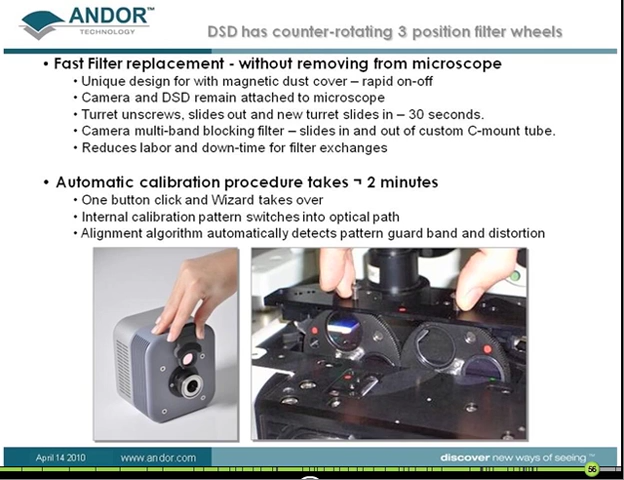 ANDOR™
TECHNOLOGY
DSD has counter-rotating 3 position filter wheels
• Fast Filter replacement - without removing from microscope
• Unique design for with magnetic dust cover – rapid on-off
• Camera and DSD remain attached to microscope
• Turret unscrews, slides out and new turret slides in – 30 seconds.
• Camera multi-band blocking filter – slides in and out of custom C-mount tube.
• Reduces labor and down-time for filter exchanges
• Automatic calibration procedure takes ¬ 2 minutes
• One button click and Wizard takes over
• Internal calibration pattern switches into optical path
• Alignment algorithm automatically detects pattern guard band and distortion
April 14 2010 www.andor.com discover new ways of seeing™
56